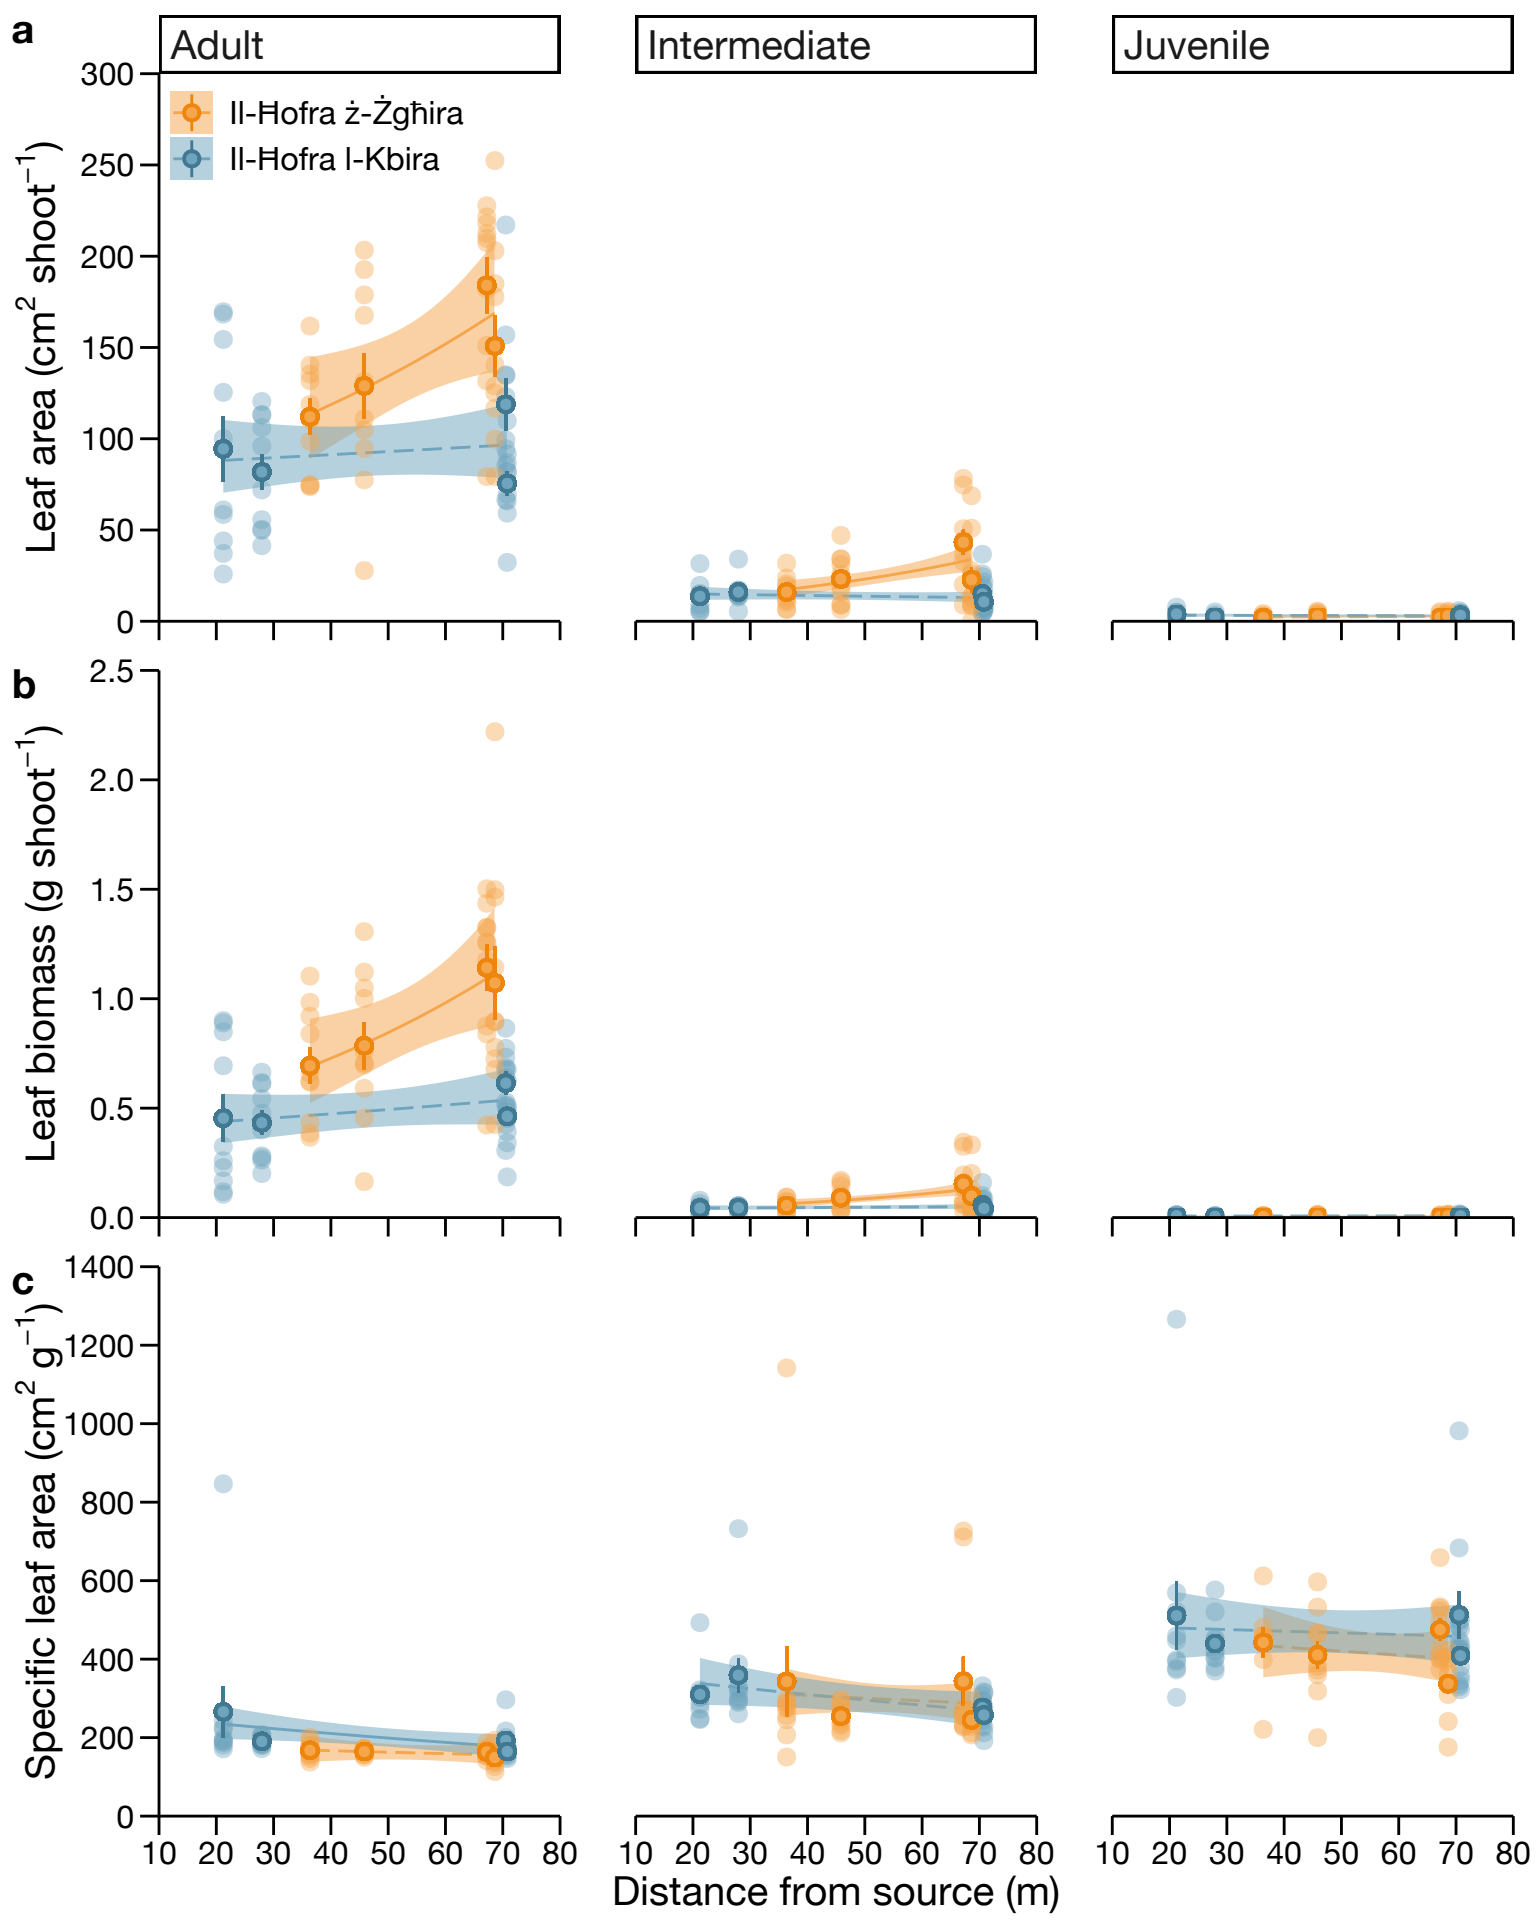 a
Adult Intermediate Juvenile
Il-Ħofra ż-Żgħira
Il-Ħofra l-Kbira
Leaf area (cm² shoot⁻¹)
300
250
200
150
100
50
0
b
Leaf biomass (g shoot⁻¹)
2.5
2.0
1.5
1.0
0.5
0.0
c
Specific leaf area (cm² g⁻¹)
1400
1200
1000
800
600
400
200
0
10 20 30 40 50 60 70 80 10 20 30 40 50 60 70 80 10 20 30 40 50 60 70 80
Distance from source (m)